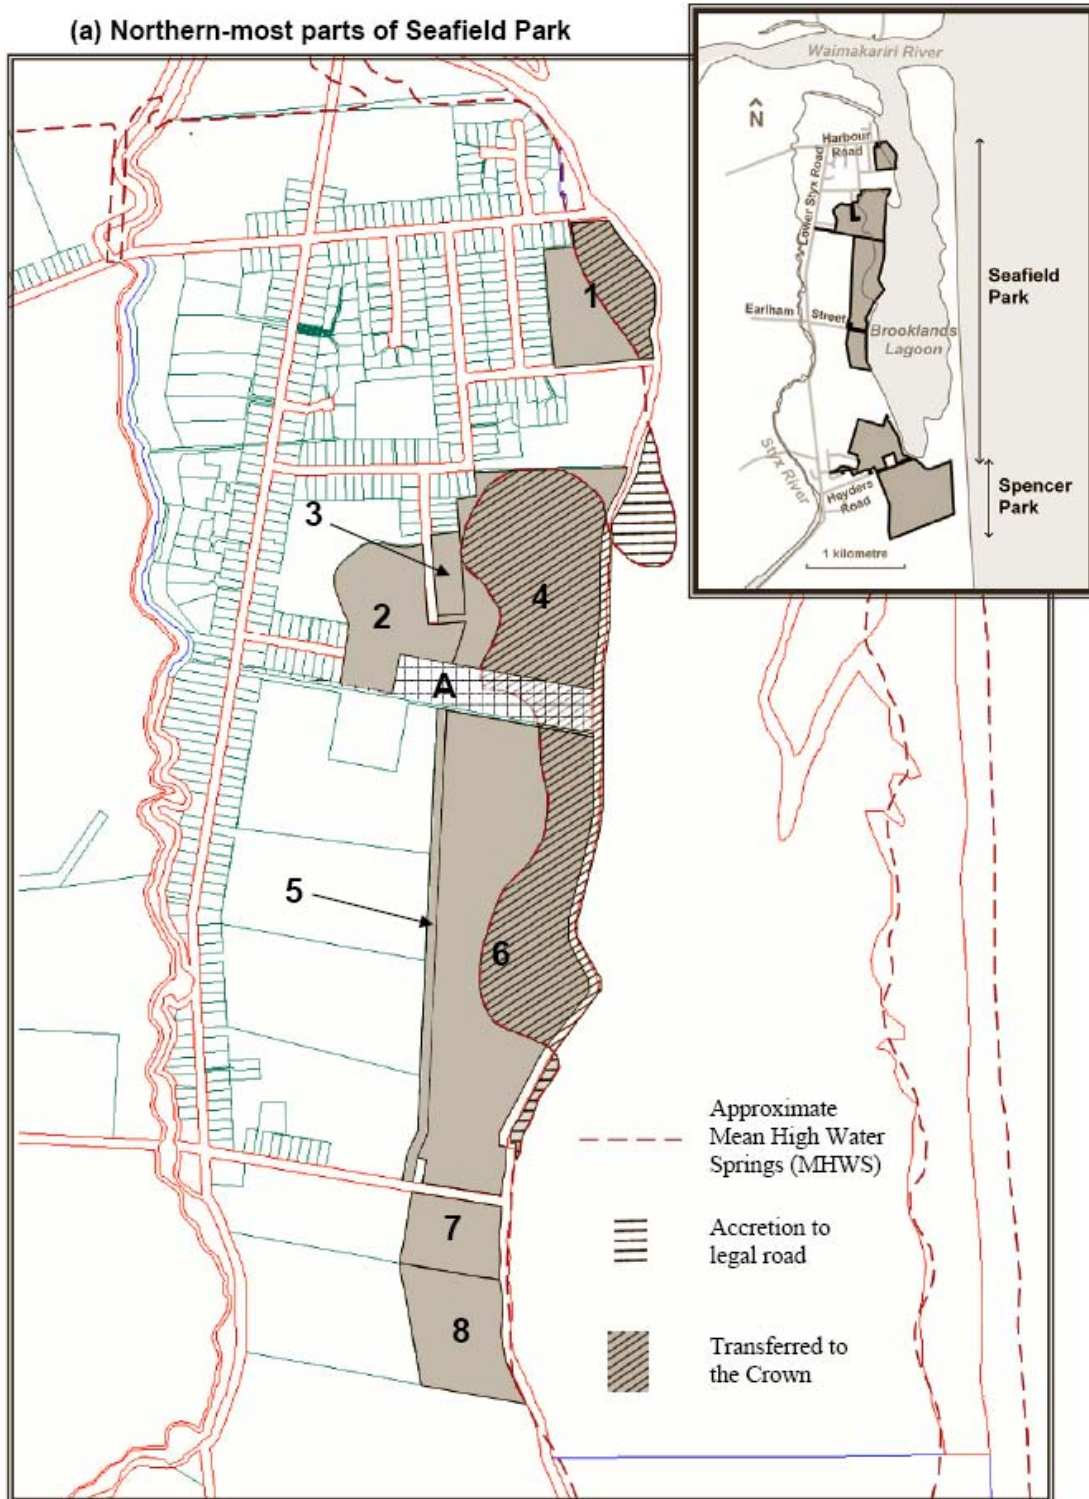 (a) Northern-most parts of Seafield Park
Waimakariri River
N
Harbour
Road
Lower Styx Road
Seafield
Park
Earlham Street
Brooklands
Lagoon
Styx River
Heyders
Road
Spencer
Park
1 kilometre
1
3
2
4
A
5
6
7
8
Approximate
Mean High Water
Springs (MHWS)
Accretion to
legal road
Transferred to
the Crown